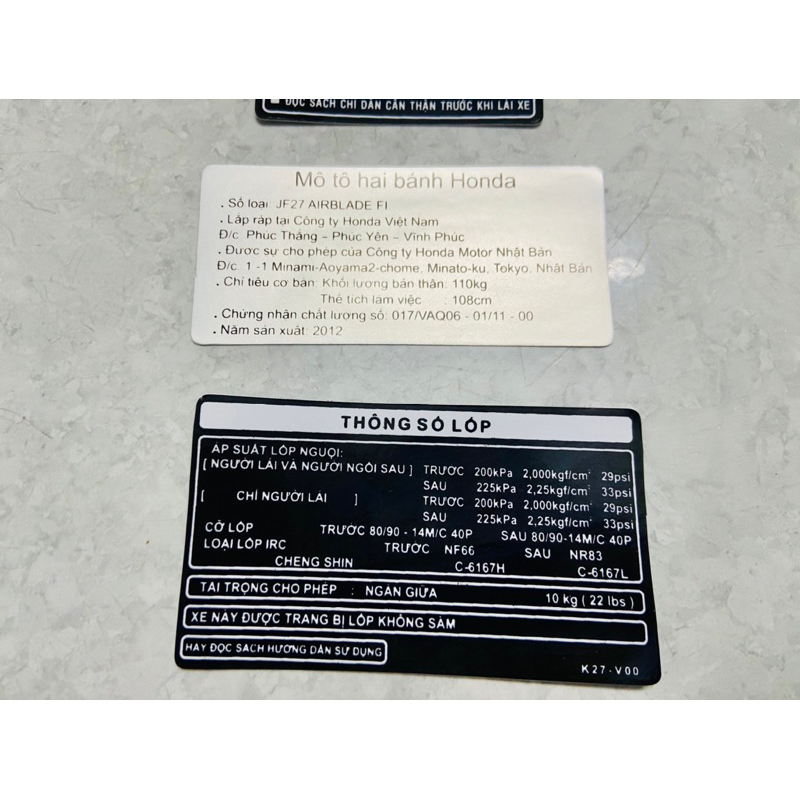 ĐỌC SÁCH CHỈ DẪN CẨN THẬN TRƯỚC KHI LÁI XE
Mô tô hai bánh Honda
. Số loại JF27 AIRBLADE FI
. Lắp ráp tại Công ty Honda Việt Nam
Đ/c Phúc Thắng - Phúc Yên - Vĩnh Phúc
. Được sự cho phép của Công ty Honda Motor Nhật Bản
Đ/c 1 -1 Minami-Aoyama2-chome, Minato-ku, Tokyo, Nhật Bản
. Chỉ tiêu cơ bản: Khối lượng bản thân: 110kg
Thể tích làm việc : 108cm
. Chứng nhận chất lượng số: 017/VAQ06 - 01/11 - 00
. Năm sản xuất: 2012
THÔNG SỐ LỐP
ÁP SUẤT LỐP NGUỘI:
[ NGƯỜI LÁI VÀ NGƯỜI NGỒI SAU ] TRƯỚC 200kPa 2,000kgf/cm² 29psi
SAU 225kPa 2,25kgf/cm² 33psi
[ CHỈ NGƯỜI LÁI ] TRƯỚC 200kPa 2,000kgf/cm² 29psi
SAU 225kPa 2,25kgf/cm² 33psi
CỠ LỐP TRƯỚC 80/90 - 14M/C 40P SAU 80/90-14M/C 40P
LOẠI LỐP IRC TRƯỚC NF66 SAU NR83
CHENG SHIN C-6167H C-6167L
TẢI TRỌNG CHO PHÉP : NGĂN GIỮA 10 kg ( 22 lbs )
XE NÀY ĐƯỢC TRANG BỊ LỐP KHÔNG SĂM
HÃY ĐỌC SÁCH HƯỚNG DẪN SỬ DỤNG
K27-V00